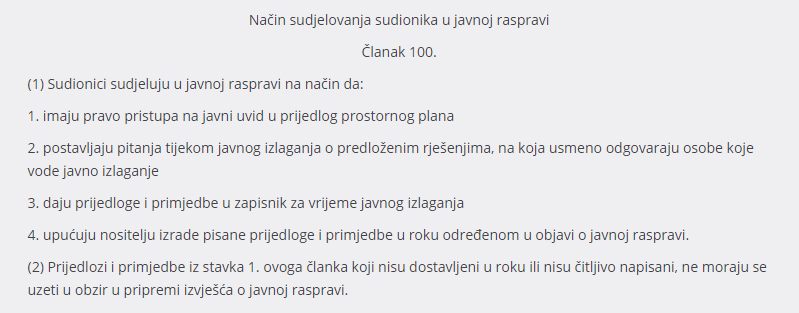 Način sudjelovanja sudionika u javnoj raspravi
Članak 100.
(1) Sudionici sudjeluju u javnoj raspravi na način da:
1. imaju pravo pristupa na javni uvid u prijedlog prostornog plana
2. postavljaju pitanja tijekom javnog izlaganja o predloženim rješenjima, na koja usmeno odgovaraju osobe koje
vode javno izlaganje
3. daju prijedloge i primjedbe u zapisnik za vrijeme javnog izlaganja
4. upućuju nositelju izrade pisane prijedloge i primjedbe u roku određenom u objavi o javnoj raspravi.
(2) Prijedlozi i primjedbe iz stavka 1. ovoga članka koji nisu dostavljeni u roku ili nisu čitljivo napisani, ne moraju se
uzeti u obzir u pripremi izvješća o javnoj raspravi.